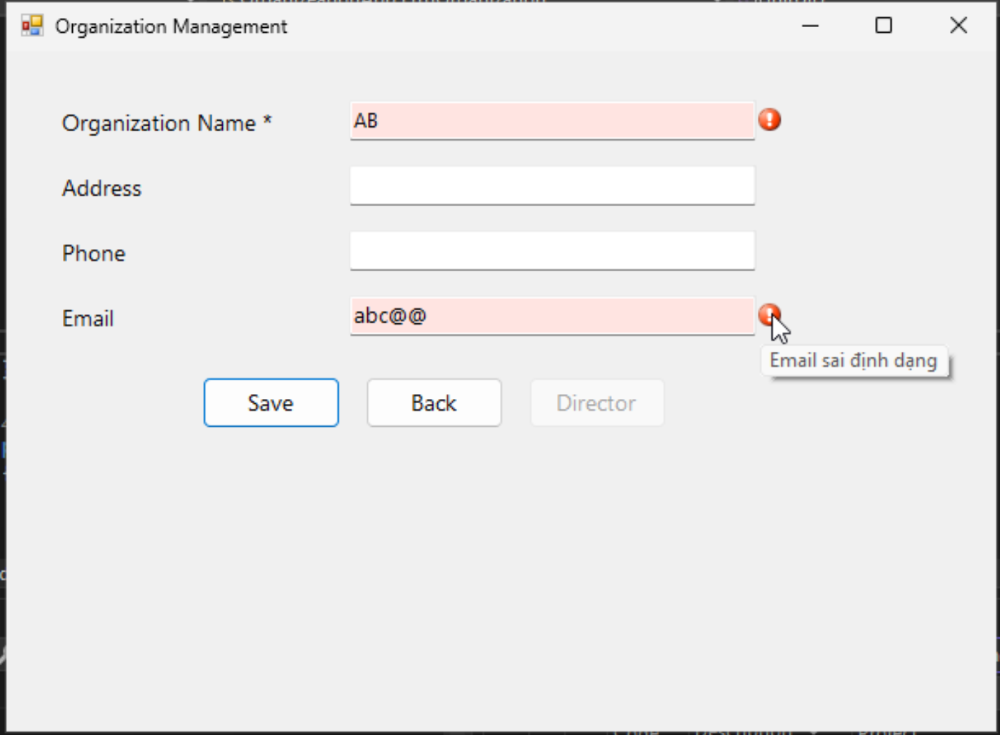 Organization Management
Organization Name *
AB
Address
Phone
Email
abc@@
Email sai định dạng
Save
Back
Director